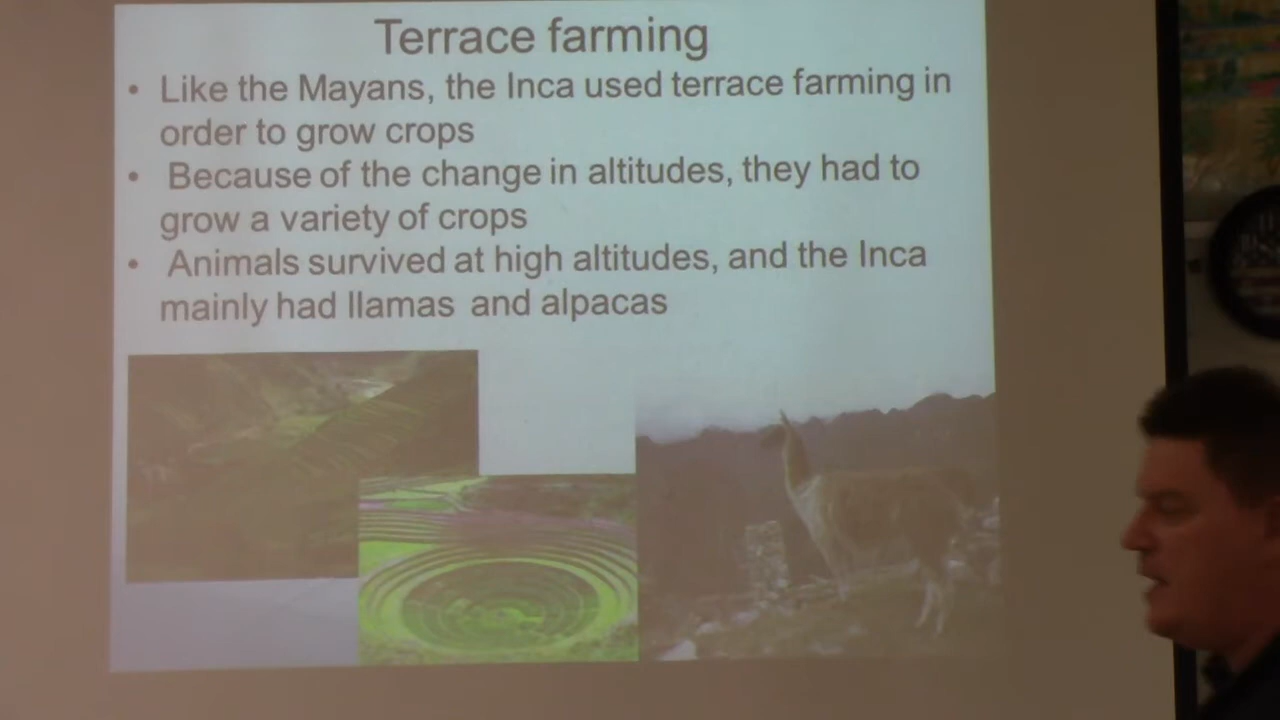 Terrace farming
• Like the Mayans, the Inca used terrace farming in
order to grow crops
• Because of the change in altitudes, they had to
grow a variety of crops
• Animals survived at high altitudes, and the Inca
mainly had llamas and alpacas